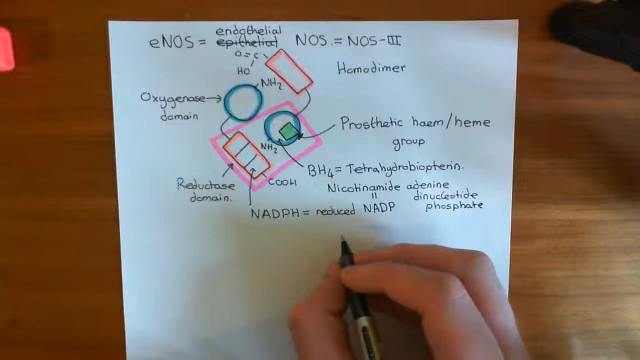 eNOS = endothelial NOS = NOS-III
epithelial
O=C
HO
NH2
Homodimer
Oxygenase
domain
Prosthetic haem/heme
group
NH2
BH4 = Tetrahydrobiopterin.
COOH
Reductase
domain.
Nicotinamide adenine
dinucleotide
phosphate
NADPH = reduced NADP